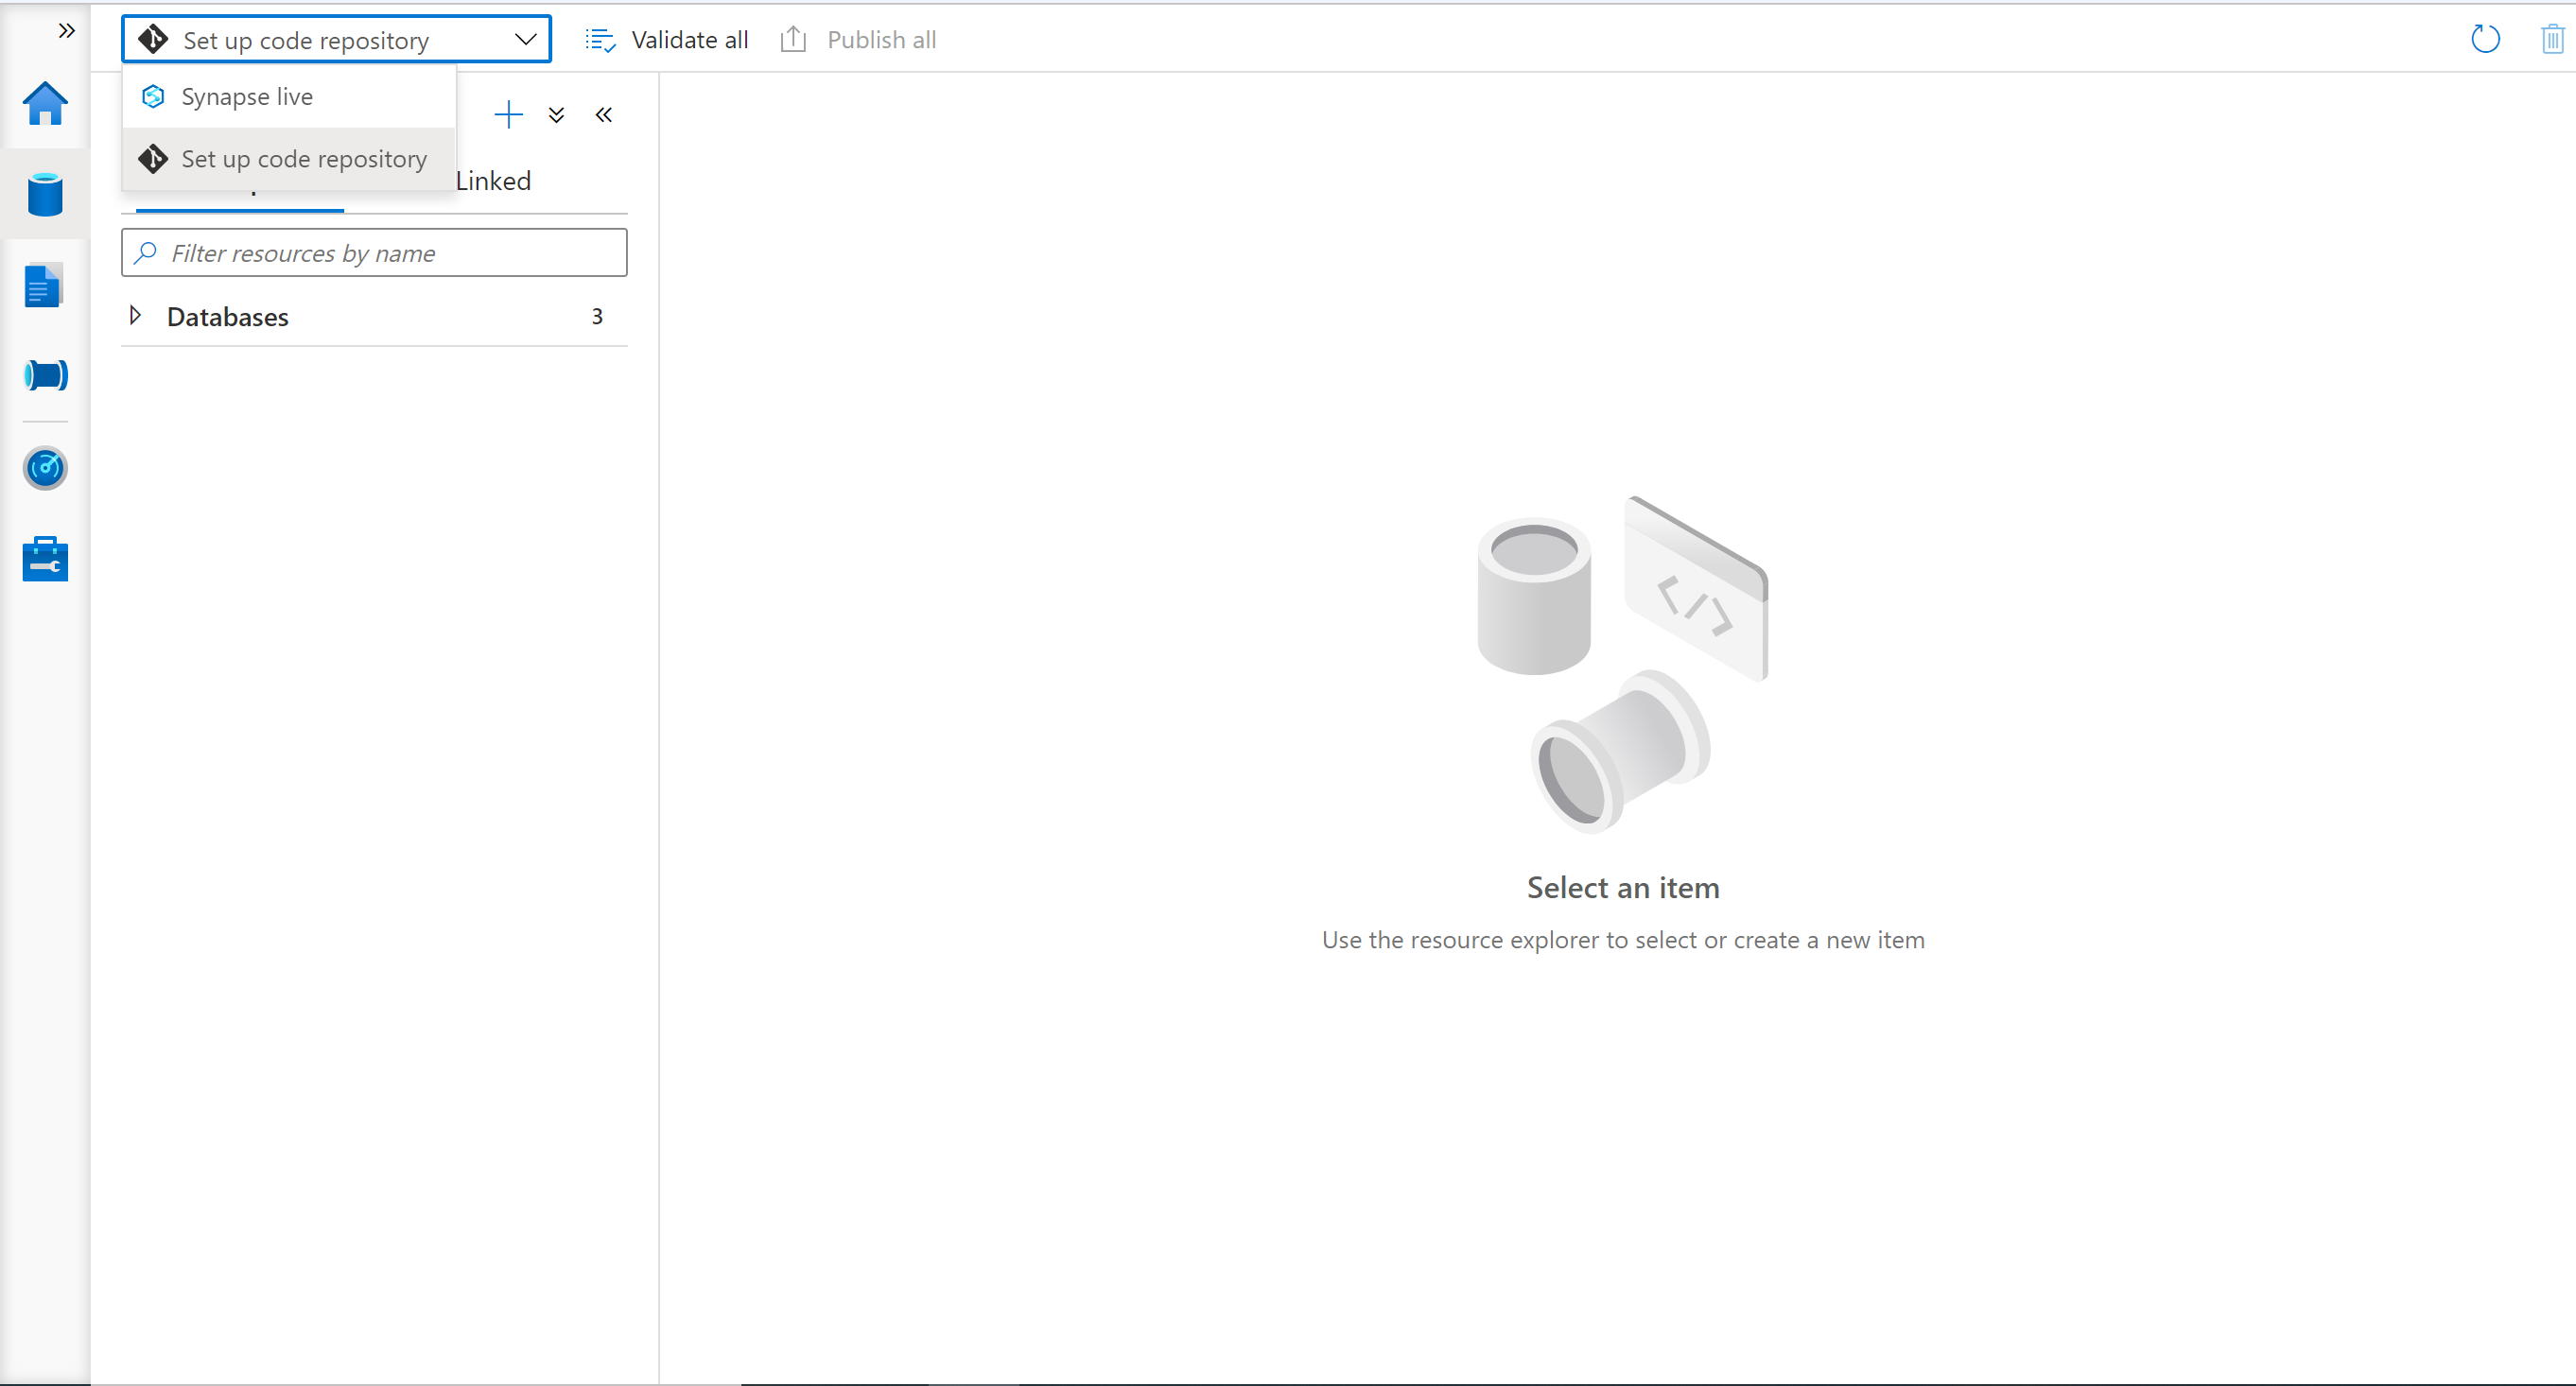 Set up code repository
Validate all
Publish all
Synapse live
Set up code repository
Linked
Filter resources by name
Databases
3
Select an item
Use the resource explorer to select or create a new item